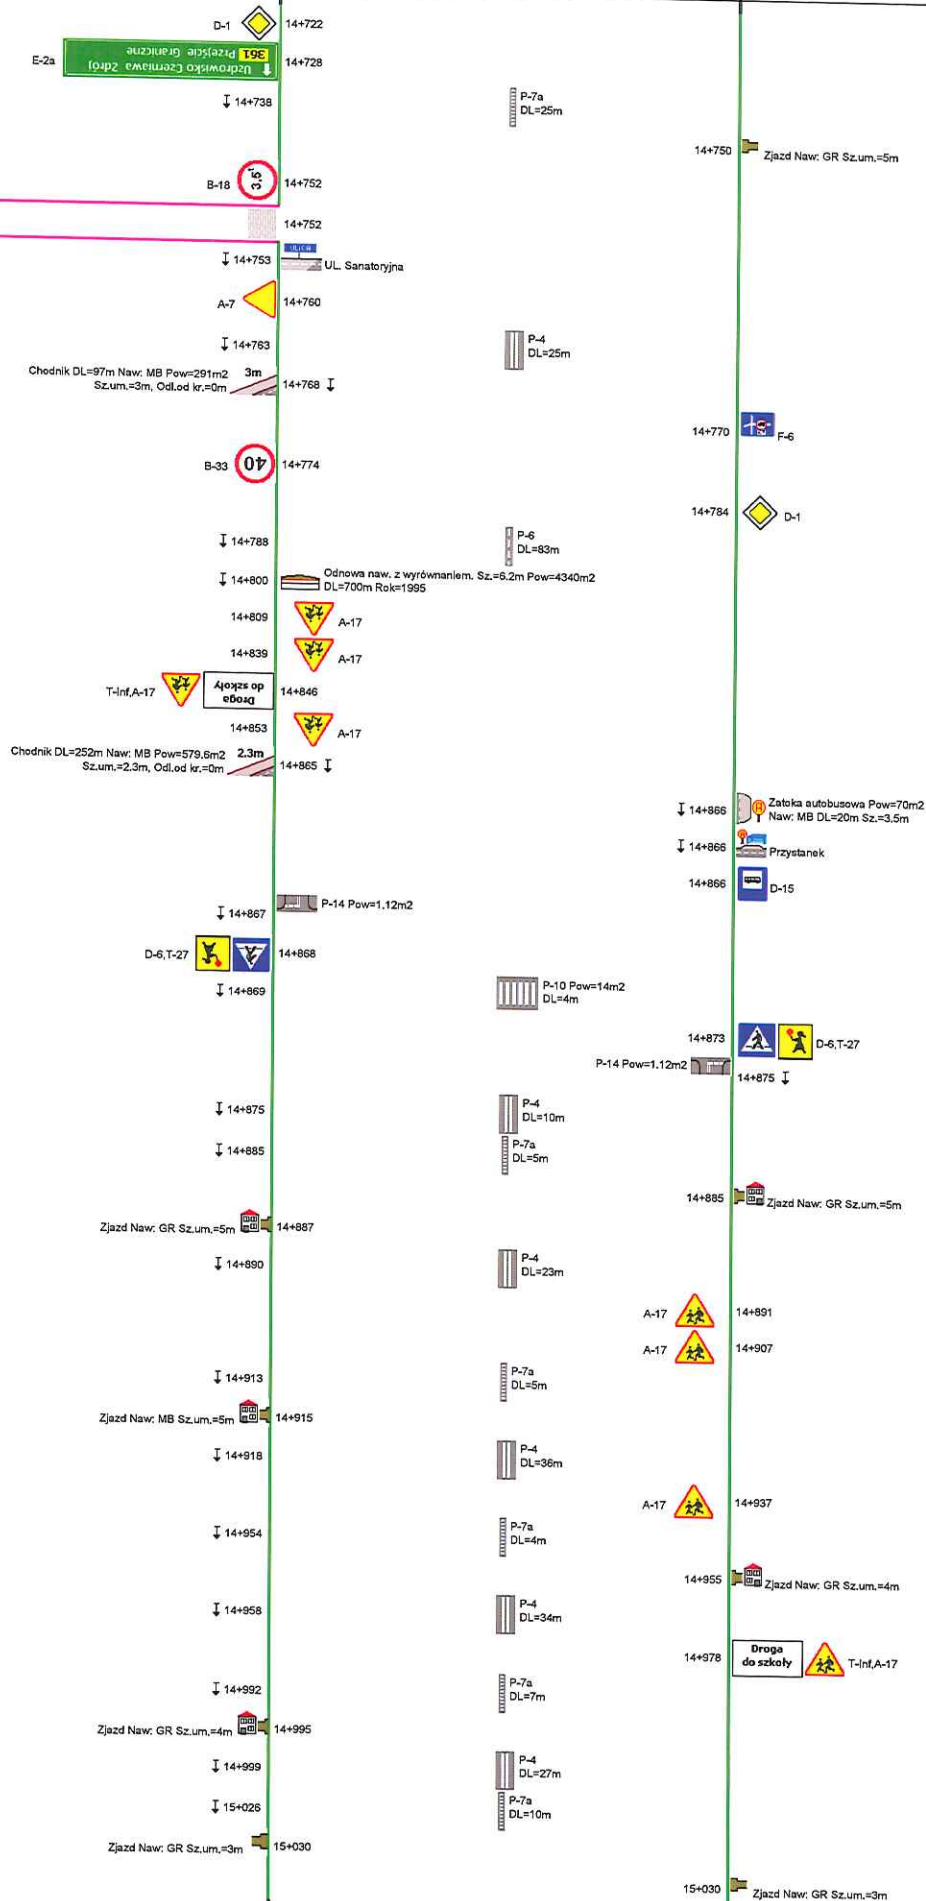 D-1 14+722
E-2a Uzdrowisko Czerniawa Zdrój 14+728
Przejście Graniczne 361
14+738
P-7a
DL=25m
14+750 Zjazd Naw: GR Sz.um.=5m
B-18 3,5t 14+752
14+752
14+753 ULICA UL. Sanatoryjna
A-7 14+760
14+763
P-4
DL=25m
Chodnik DL=97m Naw: MB Pow=291m2 3m
Sz.um.=3m, Odl.od kr.=0m 14+768
14+770 F-6
B-33 40 14+774
14+784 D-1
14+788
P-6
DL=83m
14+800 Odnowa naw. z wyrównaniem. Sz.=6.2m Pow=4340m2
DL=700m Rok=1995
14+809 A-17
14+839 A-17
T-Inf,A-17 Droga do szkoły 14+846
14+853 A-17
Chodnik DL=252m Naw: MB Pow=579.6m2 2.3m
Sz.um.=2.3m, Odl.od kr.=0m 14+865
14+866 Zatoka autobusowa Pow=70m2
Naw: MB DL=20m Sz.=3.5m
14+866 Przystanek
14+866 D-15
14+867 P-14 Pow=1.12m2
D-6,T-27 14+868
14+869
P-10 Pow=14m2
DL=4m
14+873 D-6,T-27
P-14 Pow=1.12m2 14+875
14+875
P-4
DL=10m
14+885
P-7a
DL=5m
14+885 Zjazd Naw: GR Sz.um.=5m
Zjazd Naw: GR Sz.um.=5m 14+887
14+890
P-4
DL=23m
A-17 14+891
A-17 14+907
14+913
P-7a
DL=5m
Zjazd Naw: MB Sz.um.=5m 14+915
14+918
P-4
DL=36m
A-17 14+937
14+954
P-7a
DL=4m
14+955 Zjazd Naw: GR Sz.um.=4m
14+958
P-4
DL=34m
14+978 Droga do szkoły T-Inf,A-17
14+992
P-7a
DL=7m
Zjazd Naw: GR Sz.um.=4m 14+995
14+999
P-4
DL=27m
15+026
P-7a
DL=10m
Zjazd Naw: GR Sz.um.=3m 15+030
15+030 Zjazd Naw: GR Sz.um.=3m